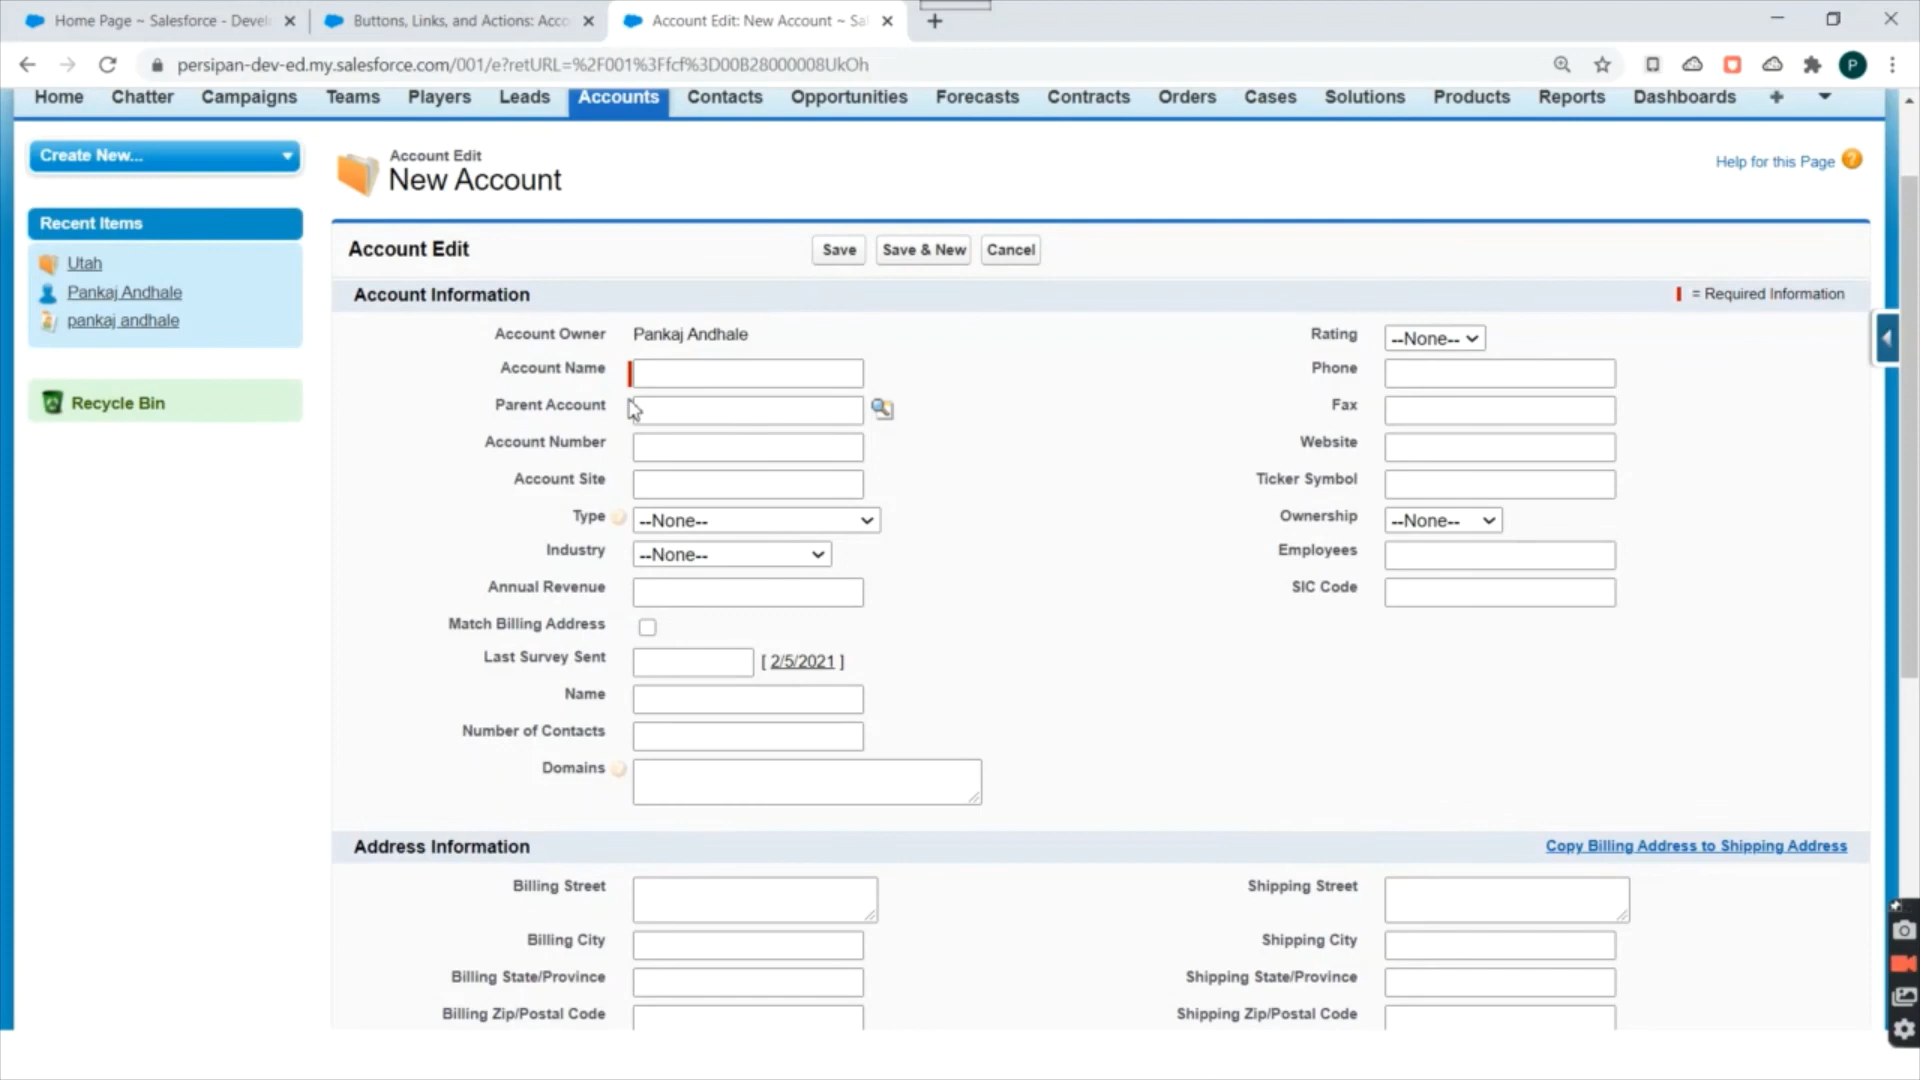 Home Page ~ Salesforce - Devel
Buttons, Links, and Actions: Acco
Account Edit: New Account ~ Sal
persipan-dev-ed.my.salesforce.com/001/e?retURL=%2F001%3Ffcf%3D00B28000008UkOh
P
Home Chatter Campaigns Teams Players Leads Accounts Contacts Opportunities Forecasts Contracts Orders Cases Solutions Products Reports Dashboards +
Create New...
Recent Items
Utah
Pankaj Andhale
pankaj andhale
Recycle Bin
Account Edit
New Account
Help for this Page ?
Account Edit Save Save & New Cancel
Account Information = Required Information
Account Owner Pankaj Andhale Rating --None--
Account Name Phone
Parent Account Fax
Account Number Website
Account Site Ticker Symbol
Type --None-- Ownership --None--
Industry --None-- Employees
Annual Revenue SIC Code
Match Billing Address
Last Survey Sent [ 2/5/2021 ]
Name
Number of Contacts
Domains
Address Information Copy Billing Address to Shipping Address
Billing Street Shipping Street
Billing City Shipping City
Billing State/Province Shipping State/Province
Billing Zip/Postal Code Shipping Zip/Postal Code